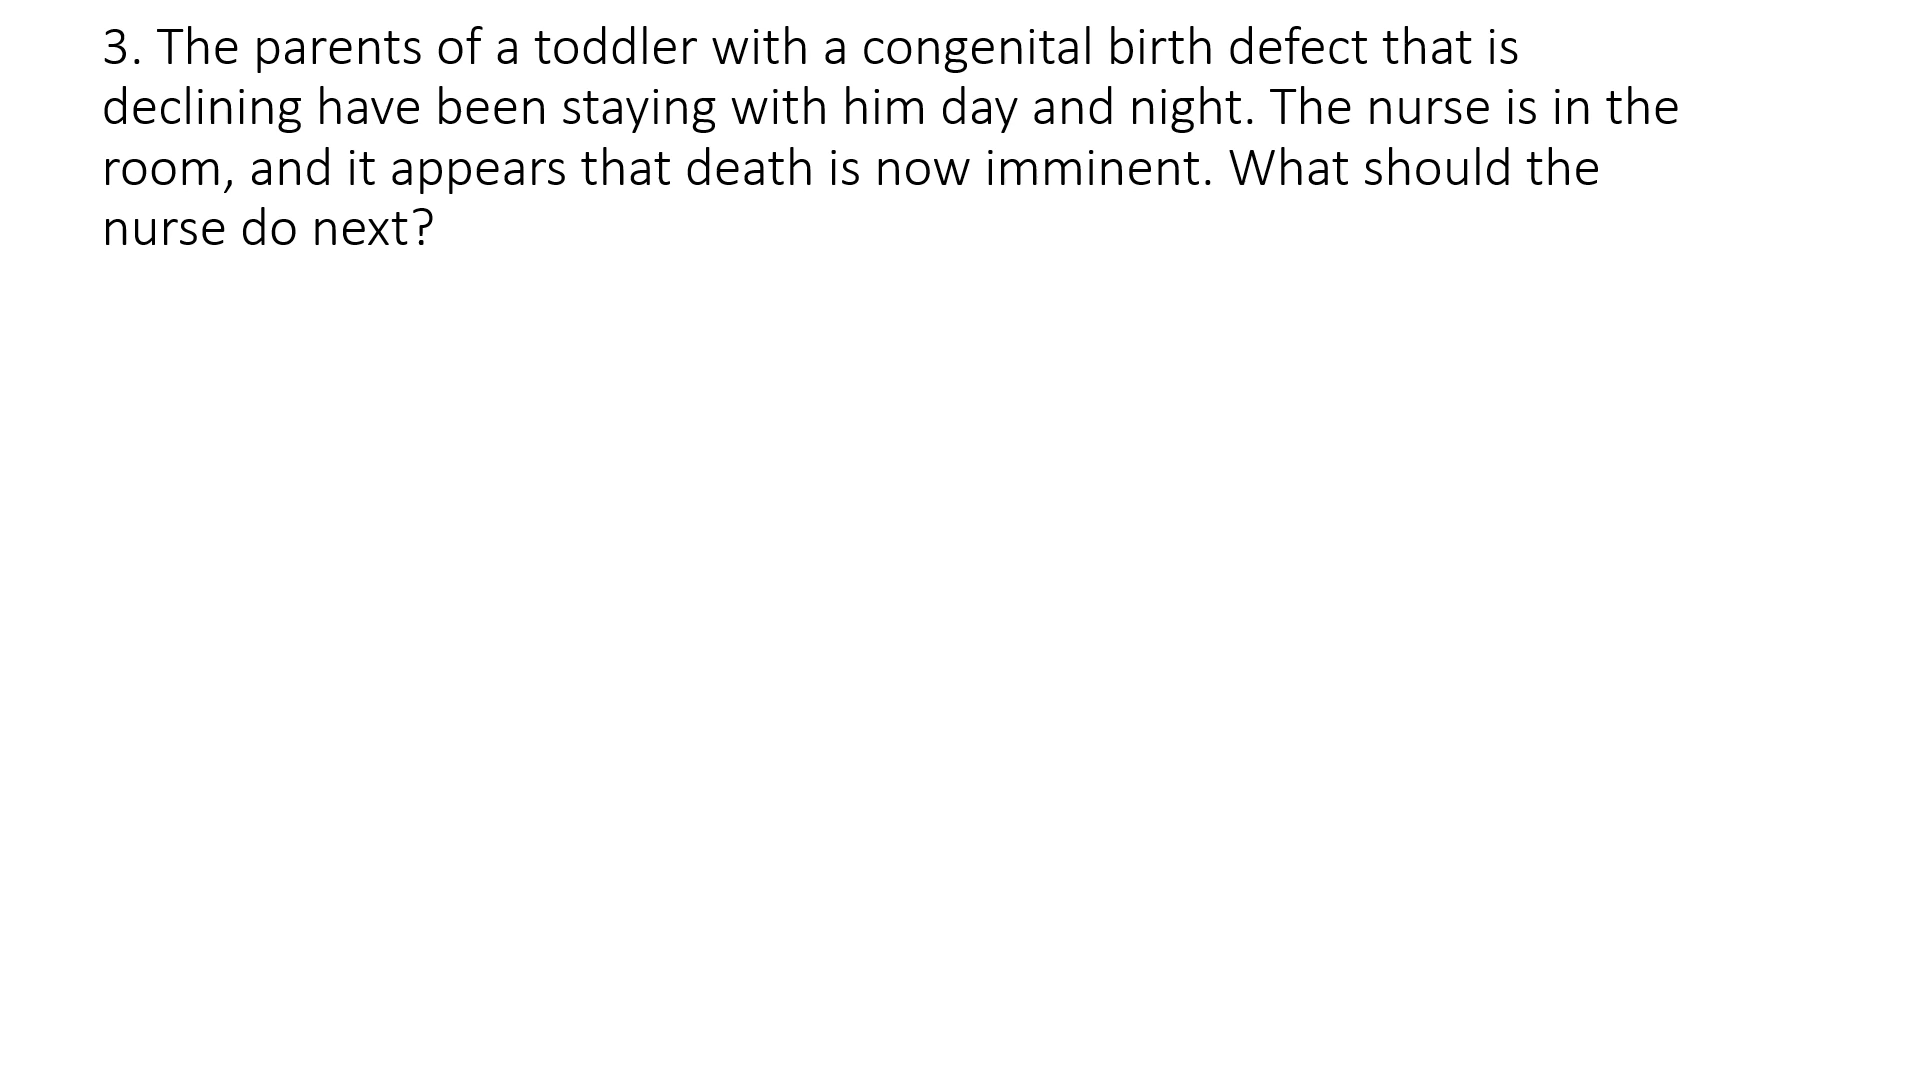 3. The parents of a toddler with a congenital birth defect that is
declining have been staying with him day and night. The nurse is in the
room, and it appears that death is now imminent. What should the
nurse do next?